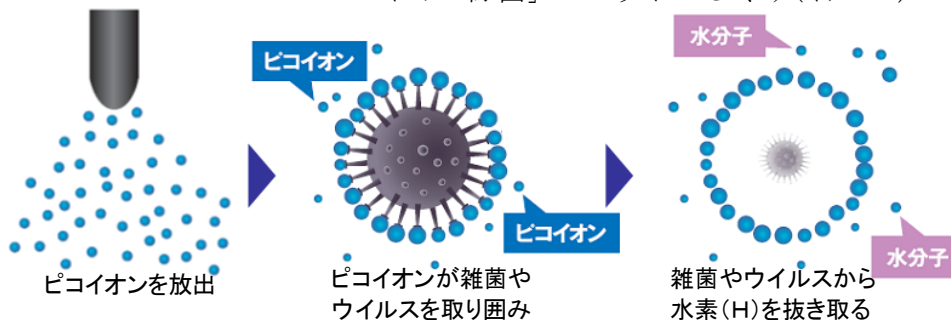 ピコイオン
水分子
ピコイオン
水分子
ピコイオンを放出
ピコイオンが雑菌や
ウイルスを取り囲み
雑菌やウイルスから
水素(H)を抜き取る